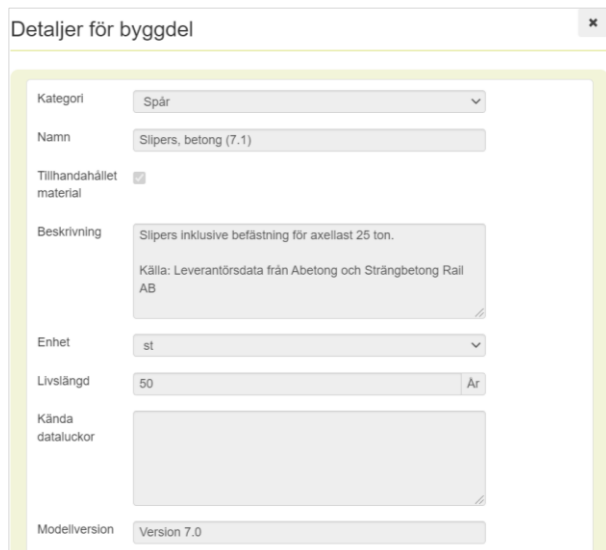 Detaljer för byggdel
Kategori
Spår
Namn
Slipers, betong (7.1)
Tillhandahållet
material
Beskrivning
Slipers inklusive befästning för axellast 25 ton.
Källa: Leverantörsdata från Abetong och Strängbetong Rail
AB
Enhet
st
Livslängd
50
År
Kända
dataluckor
Modellversion
Version 7.0